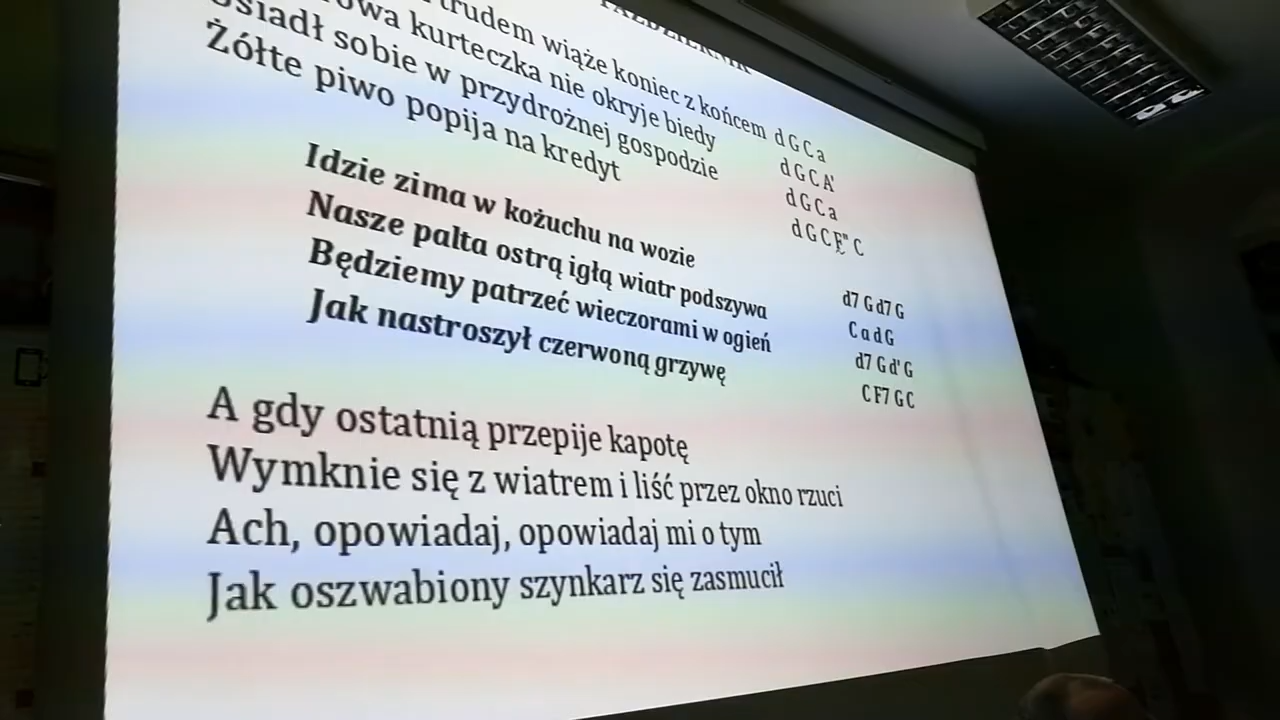 PAŹDZIERNIK
trudem wiąże koniec z końcem d G C a
kurteczka nie okryje biedy d G C A'
sobie w przydrożnej gospodzie d G C a
Żółte piwo popija na kredyt d G C C
Idzie zima w kożuchu na wozie d7 G d7 G
Nasze palta ostrą igłą wiatr podszywa C a d G
Będziemy patrzeć wieczorami w ogień d7 G d' G
Jak nastroszył czerwoną grzywę C F7 G C
A gdy ostatnią przepije kapotę
Wymknie się z wiatrem i liść przez okno rzuci
Ach, opowiadaj, opowiadaj mi o tym
Jak oszwabiony szynkarz się zasmucił